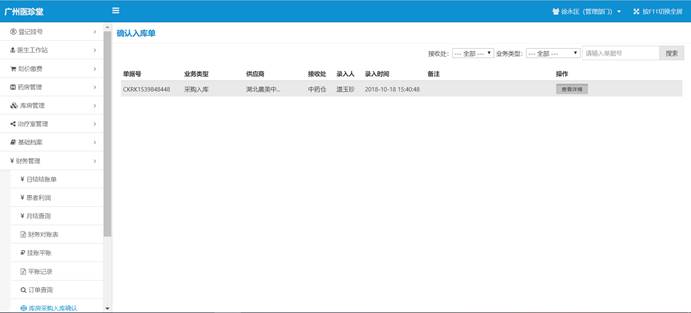 广州医珍堂
徐永匡（管理部门） 按F11切换全屏
登记挂号
医生工作站
划价缴费
药房管理
库房管理
治疗室管理
基础档案
¥ 财务管理
¥ 日结结账单
¥ 患者利润
¥ 月结查询
财务对账表
挂账平账
平账记录
订单查询
库房采购入库确认
确认入库单
接收处： --- 全部 --- 业务类型： --- 全部 --- 请输入单据号 搜索
单据号 业务类型 供应商 接收处 录入人 录入时间 备注 操作
CKRK1539848448 采购入库 湖北晨美中... 中药仓 温玉珍 2018-10-18 15:40:48 查看详细